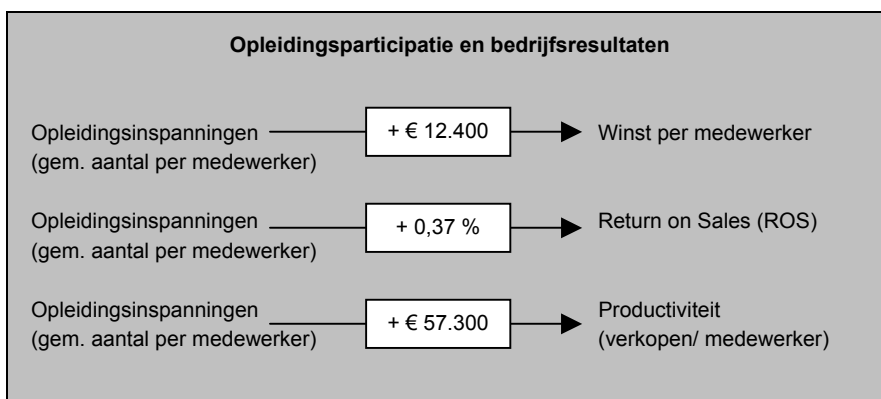 Opleidingsparticipatie en bedrijfsresultaten
Opleidingsinspanningen
(gem. aantal per medewerker)
+ € 12.400
Winst per medewerker
Opleidingsinspanningen
(gem. aantal per medewerker)
+ 0,37 %
Return on Sales (ROS)
Opleidingsinspanningen
(gem. aantal per medewerker)
+ € 57.300
Productiviteit
(verkopen/ medewerker)